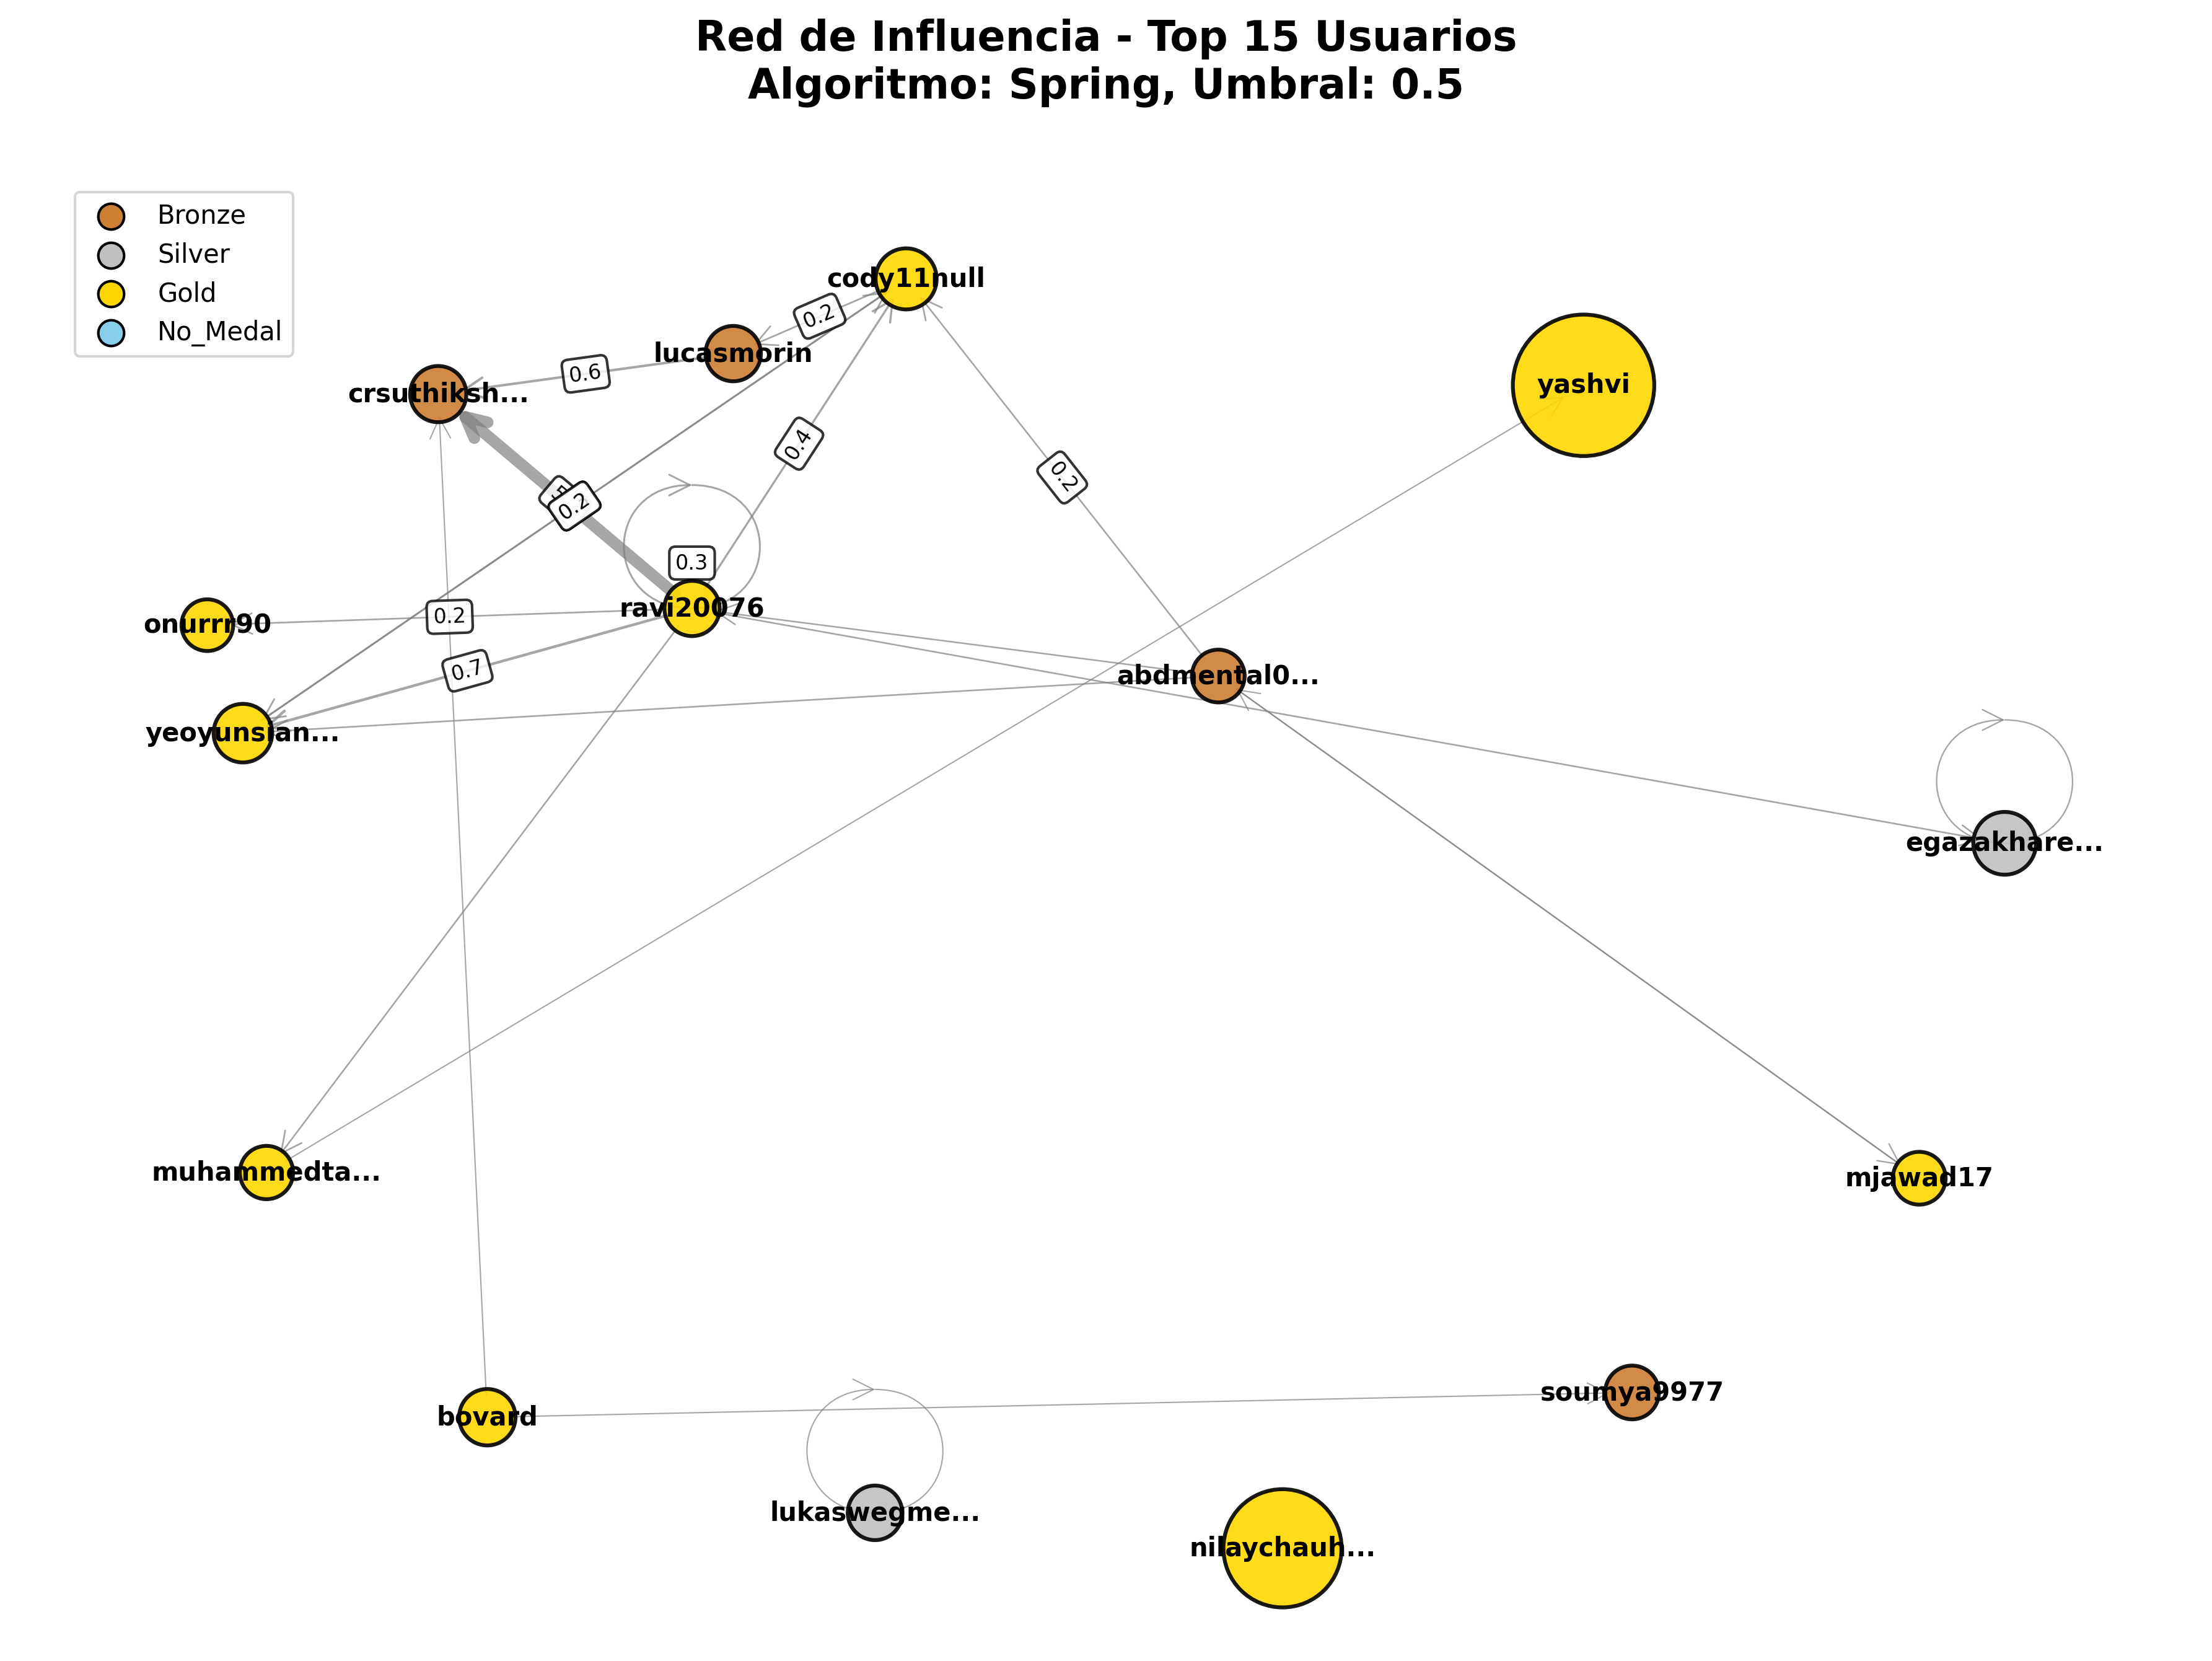 Red de Influencia - Top 15 Usuarios
Algoritmo: Spring, Umbral: 0.5
Bronze
Silver
Gold
No_Medal
cody11null
0.2
lucasmorin
0.6
crsuthiksh...
yashvi
0.4
0.2
0.2
0.3
ravi20076
onurrr90
0.2
0.7
abdmental0...
yeoyunsian...
egazakhare...
muhammedta...
mjawad17
soumya9977
bovard
lukaswegme...
nilaychauh...